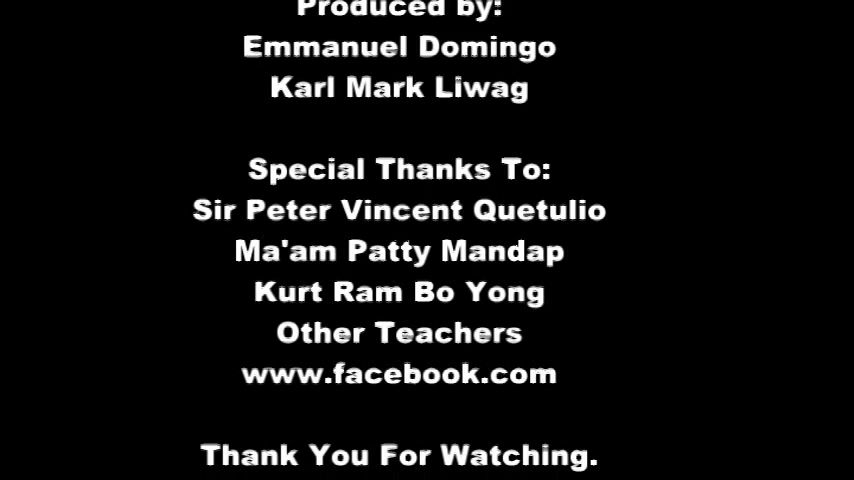 Produced by:
Emmanuel Domingo
Karl Mark Liwag
Special Thanks To:
Sir Peter Vincent Quetulio
Ma'am Patty Mandap
Kurt Ram Bo Yong
Other Teachers
www.facebook.com
Thank You For Watching.